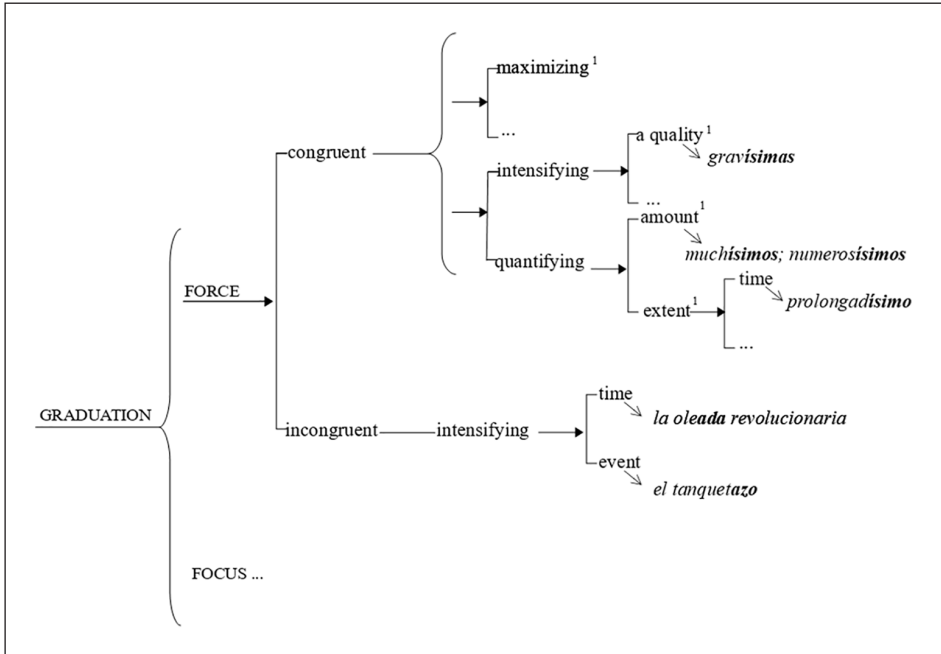 maximizing ¹
...
congruent
a quality ¹
gravísimas
intensifying
...
amount ¹
muchísimos; numerosísimos
quantifying
time
prolongadísimo
extent ¹
...
FORCE
time
la oleada revolucionaria
GRADUATION
incongruent
intensifying
event
el tanquetazo
FOCUS ...